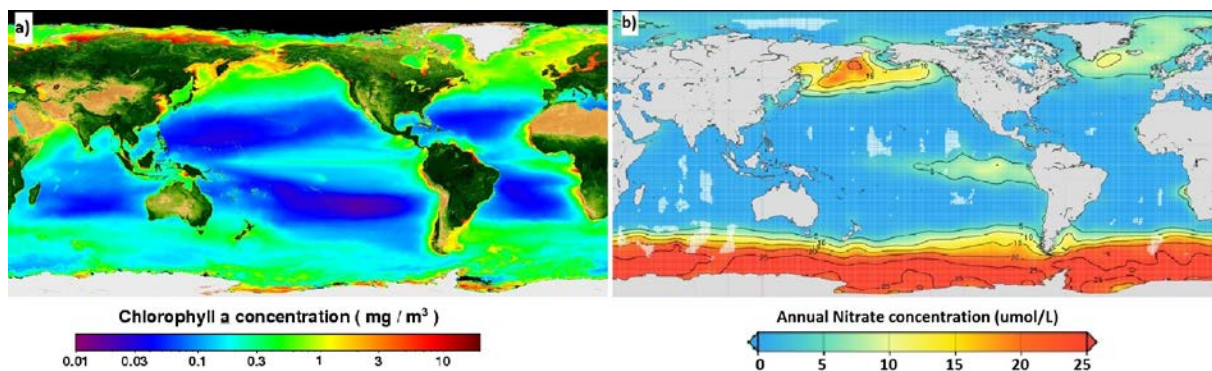 a)
b)
Chlorophyll a concentration ( mg / m³ )
0.01 0.03 0.1 0.3 1 3 10
Annual Nitrate concentration (umol/L)
0 5 10 15 20 25